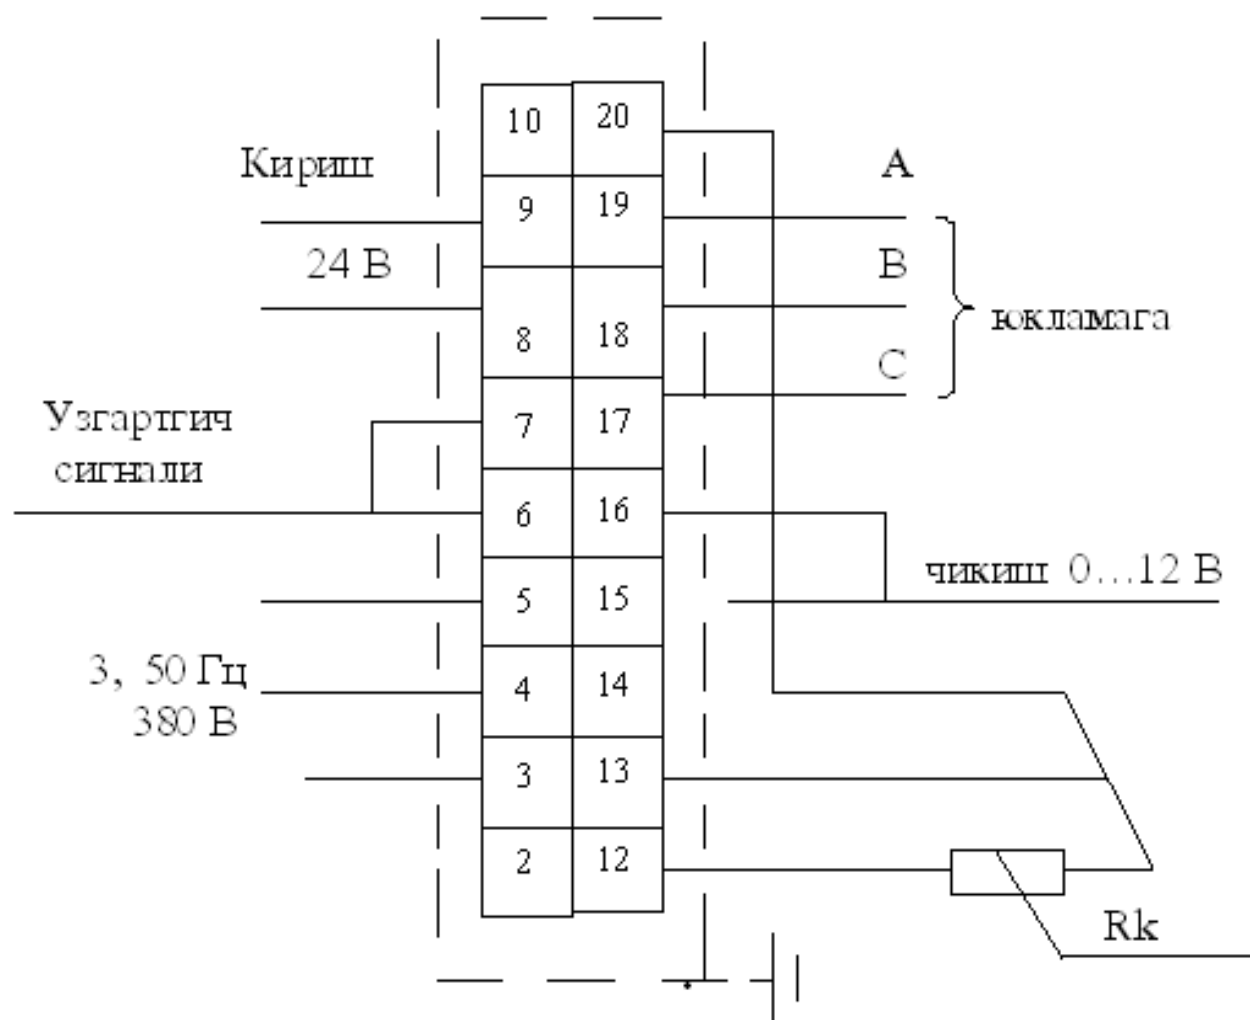 10 20
Кириш
A
9 19
24 В
B
8 18
юкламага
C
7 17
Узгартгич
сигнали
6 16
чикиш 0...12 В
5 15
3, 50 Гц
4 14
380 В
3 13
2 12
Rk